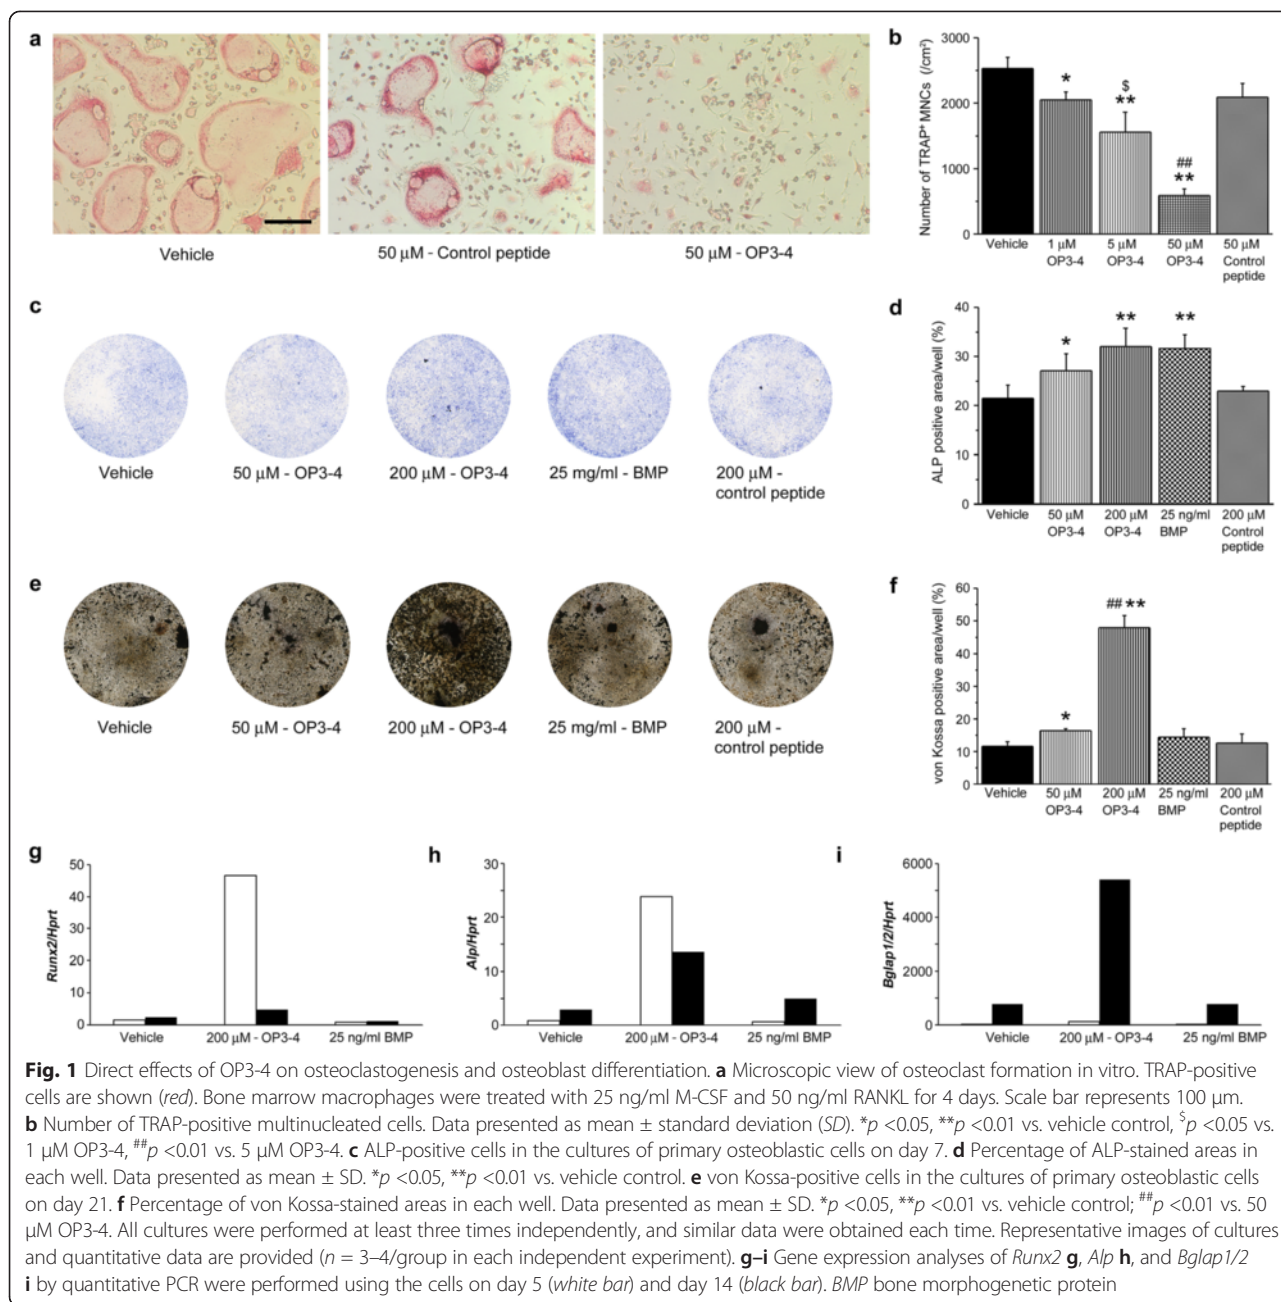 a
Vehicle
50 μM - Control peptide
50 μM - OP3-4
b
Number of TRAP⁺ MNCs (/cm²)
3000
2000
1000
0
*
$
**
##
**
Vehicle
1 μM OP3-4
5 μM OP3-4
50 μM OP3-4
50 μM Control peptide
c
Vehicle
50 μM - OP3-4
200 μM - OP3-4
25 mg/ml - BMP
200 μM -
control peptide
d
ALP positive area/well (%)
40
30
20
10
0
*
**
**
Vehicle
50 μM OP3-4
200 μM OP3-4
25 ng/ml BMP
200 μM Control peptide
e
Vehicle
50 μM - OP3-4
200 μM - OP3-4
25 mg/ml - BMP
200 μM -
control peptide
f
von Kossa positive area/well (%)
60
50
40
30
20
10
0
*
## **
Vehicle
50 μM OP3-4
200 μM OP3-4
25 ng/ml BMP
200 μM Control peptide
g
Runx2/Hprt
50
40
30
20
10
0
Vehicle
200 μM - OP3-4
25 ng/ml BMP
h
Alp/Hprt
30
20
10
0
Vehicle
200 μM - OP3-4
25 ng/ml BMP
i
Bglap1/2/Hprt
6000
4000
2000
0
Vehicle
200 μM - OP3-4
25 ng/ml BMP
Fig. 1 Direct effects of OP3-4 on osteoclastogenesis and osteoblast differentiation. a Microscopic view of osteoclast formation in vitro. TRAP-positive
cells are shown (red). Bone marrow macrophages were treated with 25 ng/ml M-CSF and 50 ng/ml RANKL for 4 days. Scale bar represents 100 μm.
b Number of TRAP-positive multinucleated cells. Data presented as mean ± standard deviation (SD). *p <0.05, **p <0.01 vs. vehicle control, $p <0.05 vs.
1 μM OP3-4, ##p <0.01 vs. 5 μM OP3-4. c ALP-positive cells in the cultures of primary osteoblastic cells on day 7. d Percentage of ALP-stained areas in
each well. Data presented as mean ± SD. *p <0.05, **p <0.01 vs. vehicle control. e von Kossa-positive cells in the cultures of primary osteoblastic cells
on day 21. f Percentage of von Kossa-stained areas in each well. Data presented as mean ± SD. *p <0.05, **p <0.01 vs. vehicle control; ##p <0.01 vs. 50
μM OP3-4. All cultures were performed at least three times independently, and similar data were obtained each time. Representative images of cultures
and quantitative data are provided (n = 3–4/group in each independent experiment). g–i Gene expression analyses of Runx2 g, Alp h, and Bglap1/2
i by quantitative PCR were performed using the cells on day 5 (white bar) and day 14 (black bar). BMP bone morphogenetic protein